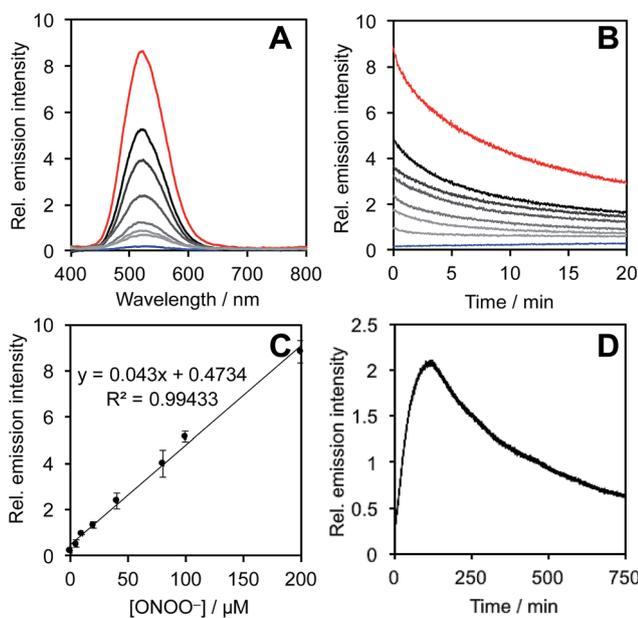 A
Rel. emission intensity
10
8
6
4
2
0
400 500 600 700 800
Wavelength / nm
B
Rel. emission intensity
10
8
6
4
2
0
0 5 10 15 20
Time / min
C
Rel. emission intensity
10
8
6
4
2
0
y = 0.043x + 0.4734
R² = 0.99433
0 50 100 150 200
[ONOO⁻] / µM
D
Rel. emission intensity
2.5
2
1.5
1
0.5
0
0 250 500 750
Time / min